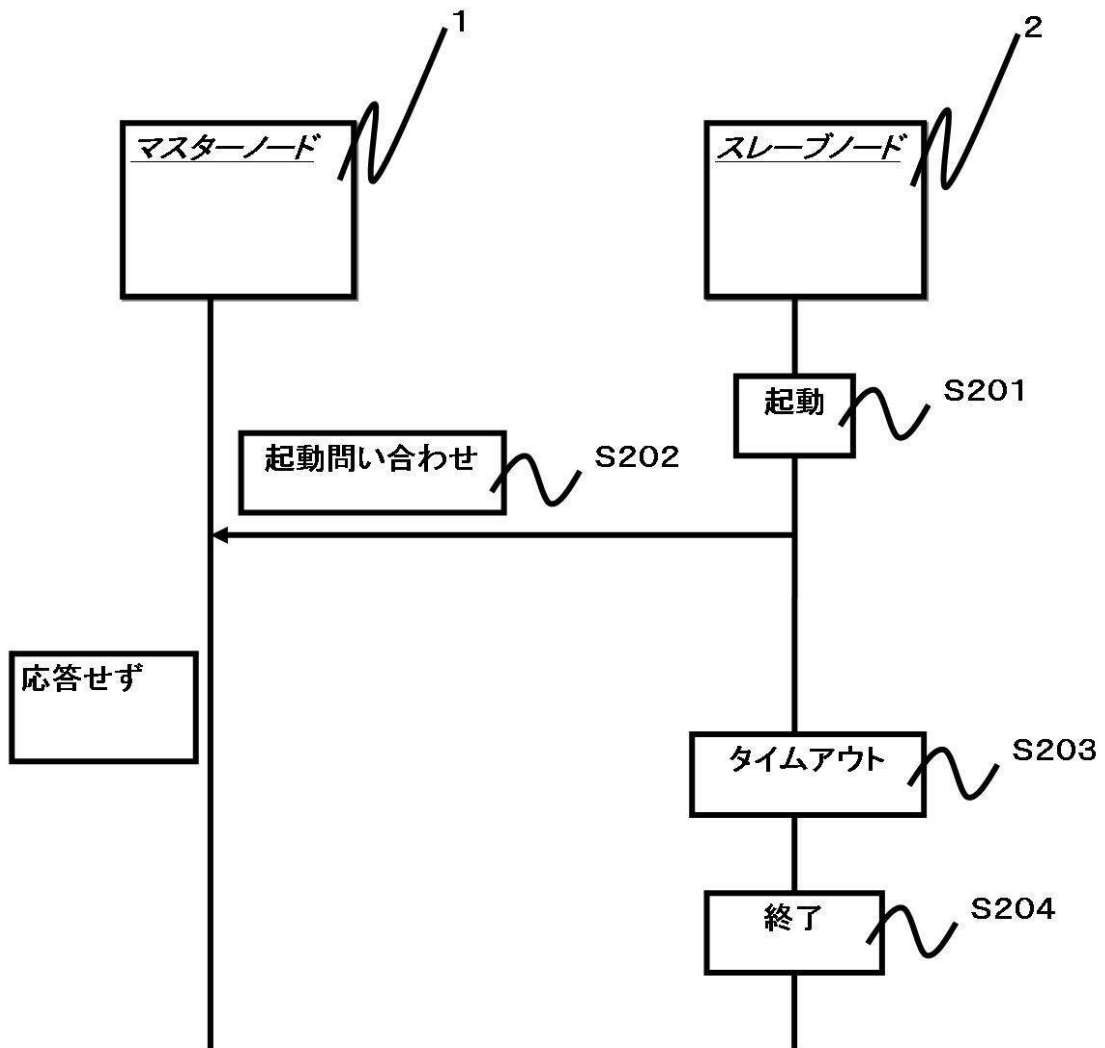 1
2
マスターノード
スレーブノード
起動
S201
起動問い合わせ
S202
応答せず
タイムアウト
S203
終了
S204